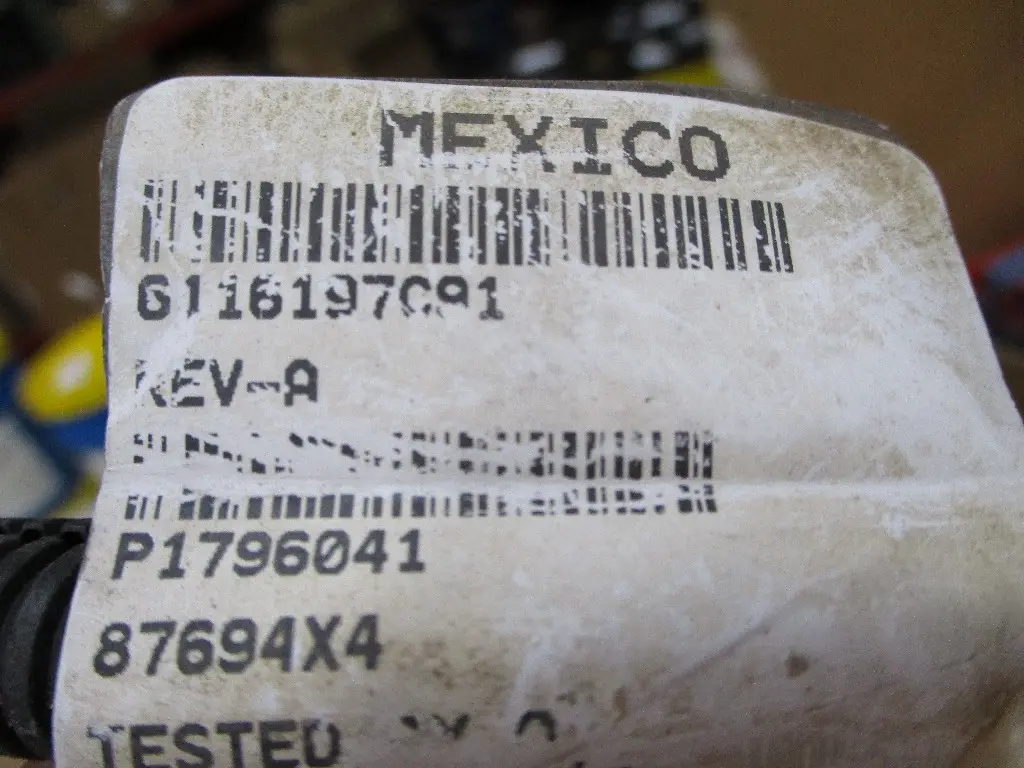 MEXICO
6116197C91
REV-A
P1796041
87694X4
TESTED